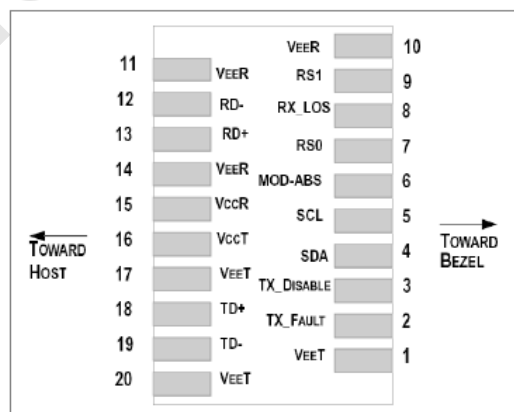 11 VEER
12 RD-
13 RD+
14 VEER
15 VCCR
16 VCCT
17 VEET
18 TD+
19 TD-
20 VEET
VEER 10
RS1 9
RX_LOS 8
RS0 7
MOD-ABS 6
SCL 5
SDA 4
TX_DISABLE 3
TX_FAULT 2
VEET 1
TOWARD
HOST
TOWARD
BEZEL